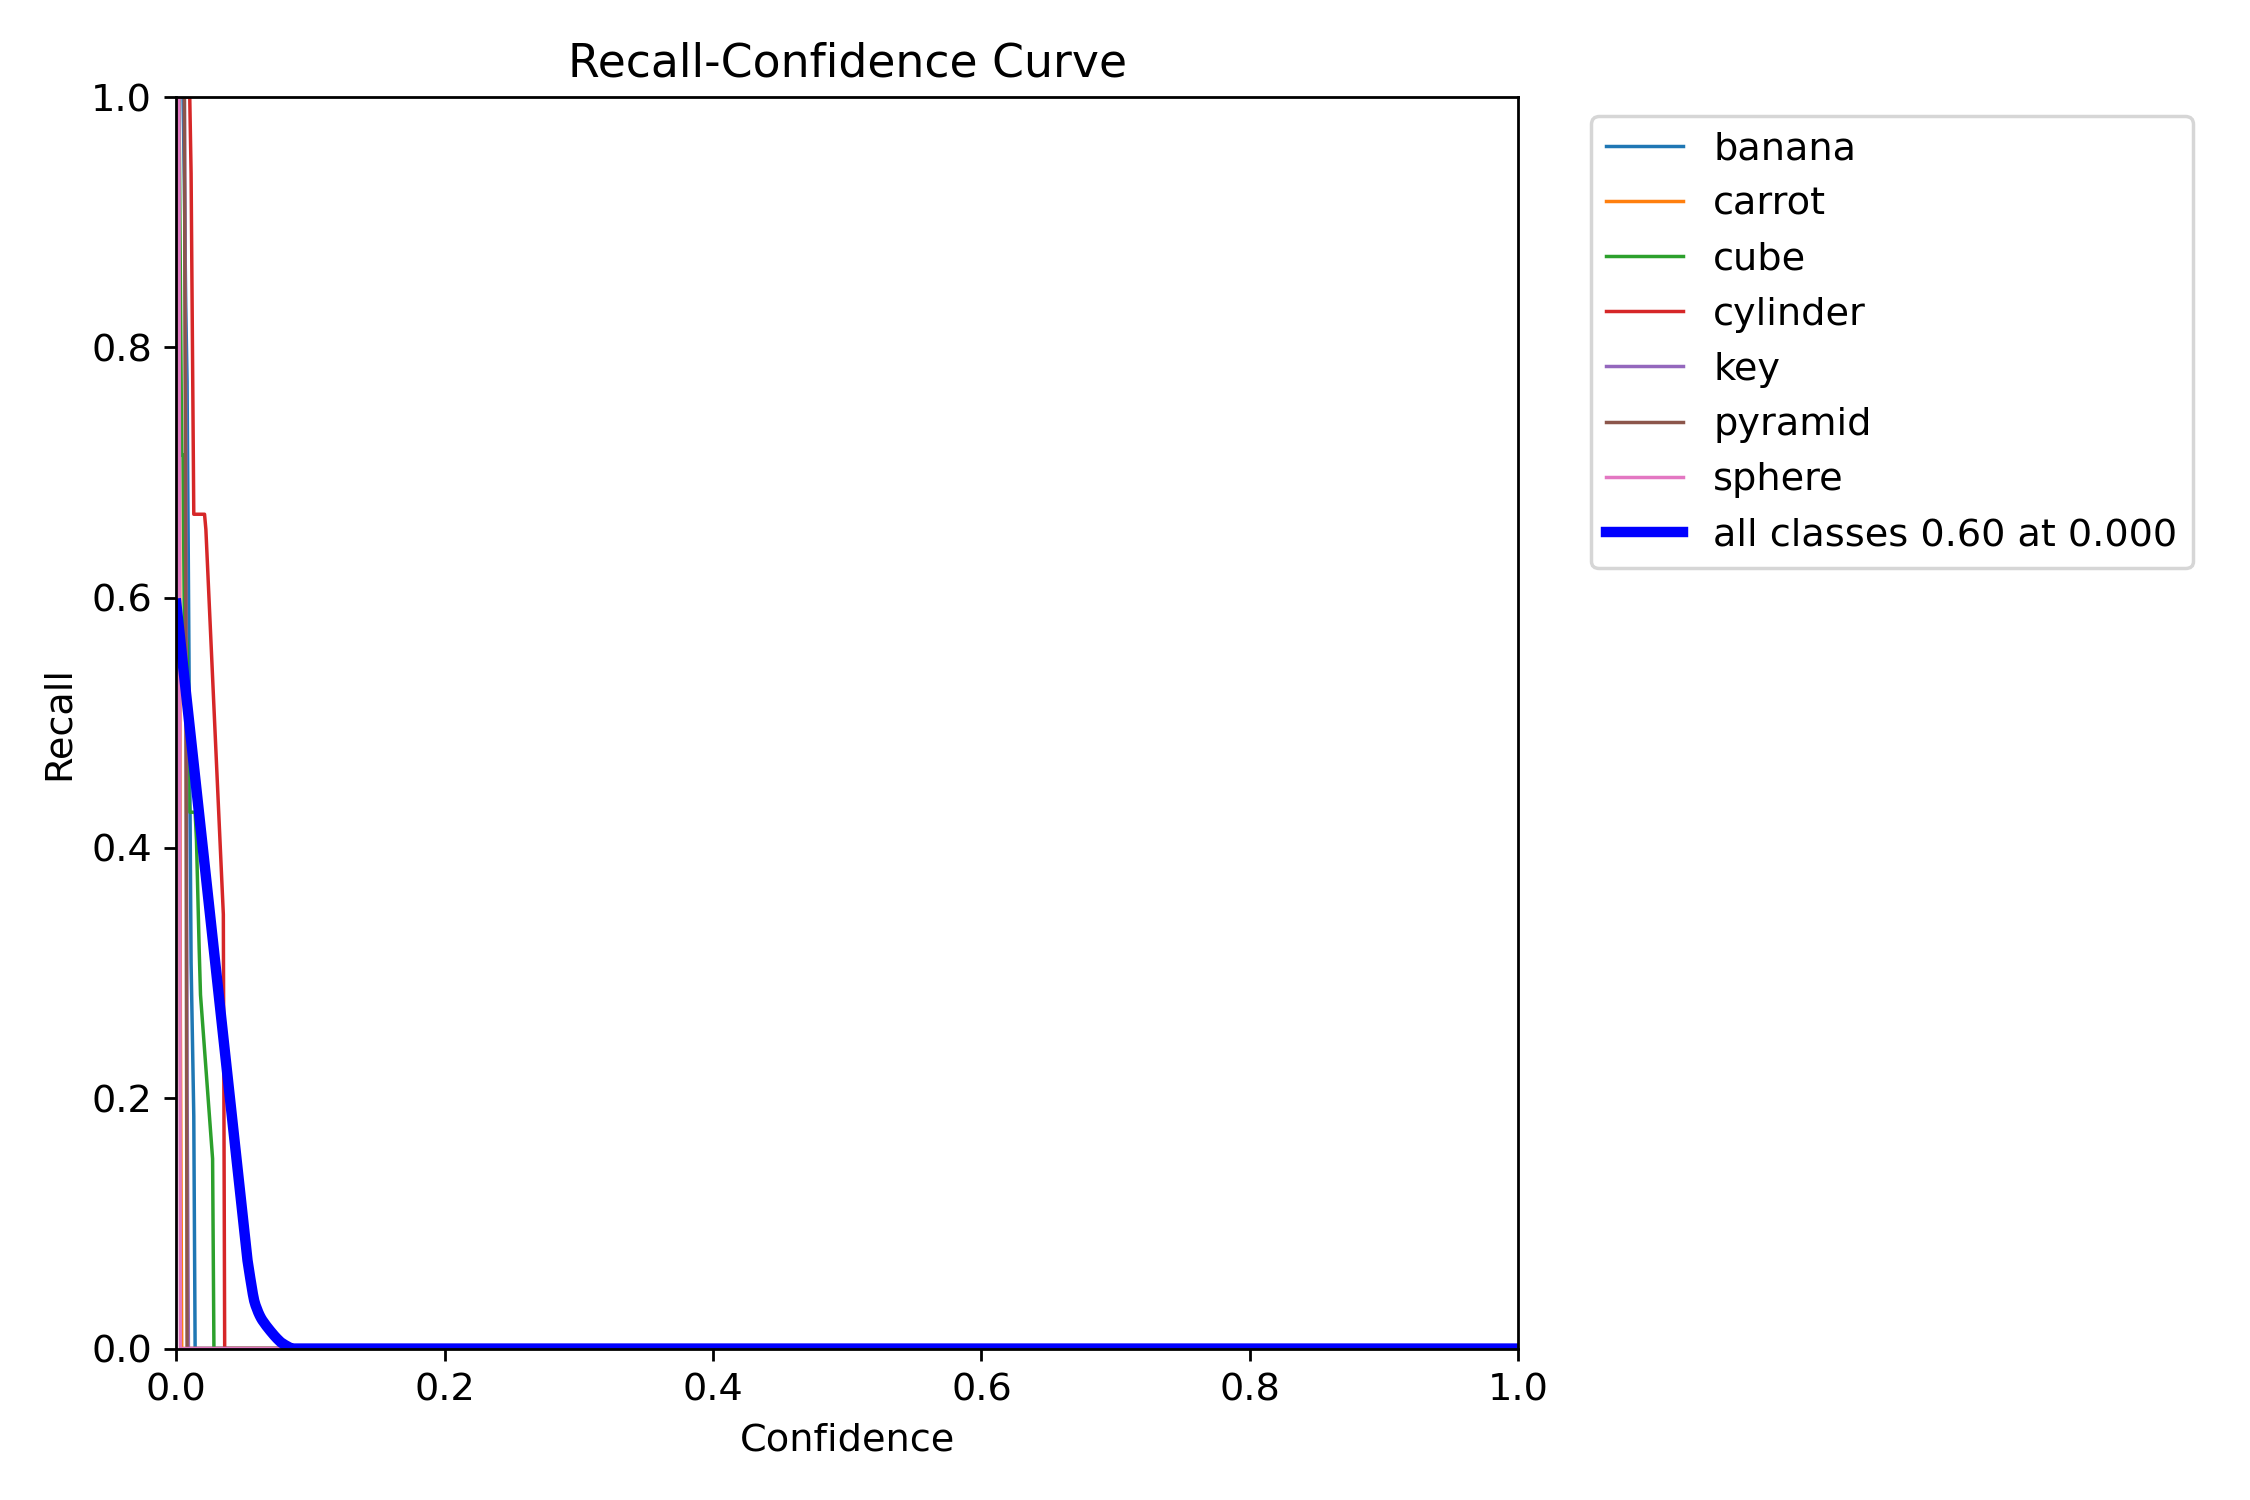 Recall-Confidence Curve
1.0
0.8
0.6
0.4
0.2
0.0
Recall
0.0 0.2 0.4 0.6 0.8 1.0
Confidence
banana
carrot
cube
cylinder
key
pyramid
sphere
all classes 0.60 at 0.000